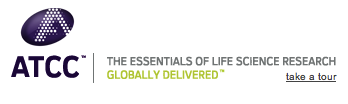 ATCC™
THE ESSENTIALS OF LIFE SCIENCE RESEARCH
GLOBALLY DELIVERED™
take a tour